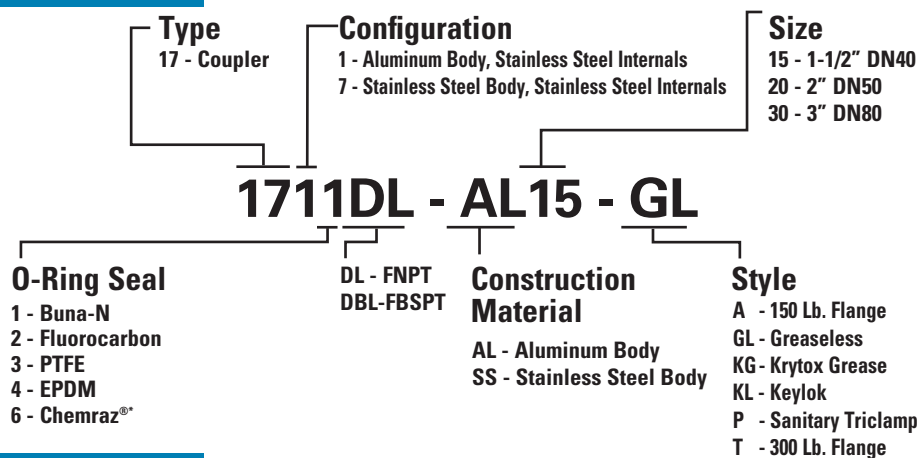 Type
17 - Coupler
Configuration
1 - Aluminum Body, Stainless Steel Internals
7 - Stainless Steel Body, Stainless Steel Internals
Size
15 - 1-1/2” DN40
20 - 2” DN50
30 - 3” DN80
1711DL - AL15 - GL
O-Ring Seal
1 - Buna-N
2 - Fluorocarbon
3 - PTFE
4 - EPDM
6 - Chemraz®*
DL - FNPT
DBL-FBSPT
Construction
Material
AL - Aluminum Body
SS - Stainless Steel Body
Style
A - 150 Lb. Flange
GL - Greaseless
KG - Krytox Grease
KL - Keylok
P - Sanitary Triclamp
T - 300 Lb. Flange